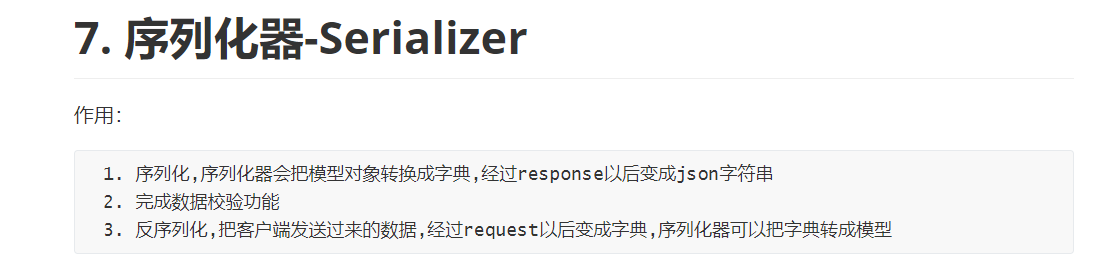 7. 序列化器-Serializer
作用:
1. 序列化,序列化器会把模型对象转换成字典,经过response以后变成json字符串
2. 完成数据校验功能
3. 反序列化,把客户端发送过来的数据,经过request以后变成字典,序列化器可以把字典转成模型